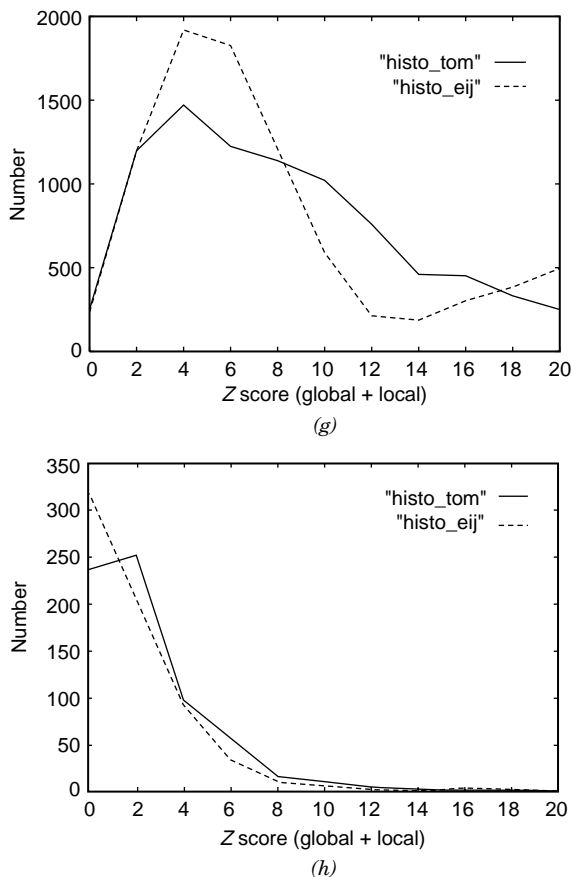 2000
"histo_tom"
"histo_eij"
1500
1000
500
0
Number
0 2 4 6 8 10 12 14 16 18 20
Z score (global + local)
(g)
350
"histo_tom"
"histo_eij"
300
250
200
150
100
50
0
Number
0 2 4 6 8 10 12 14 16 18 20
Z score (global + local)
(h)